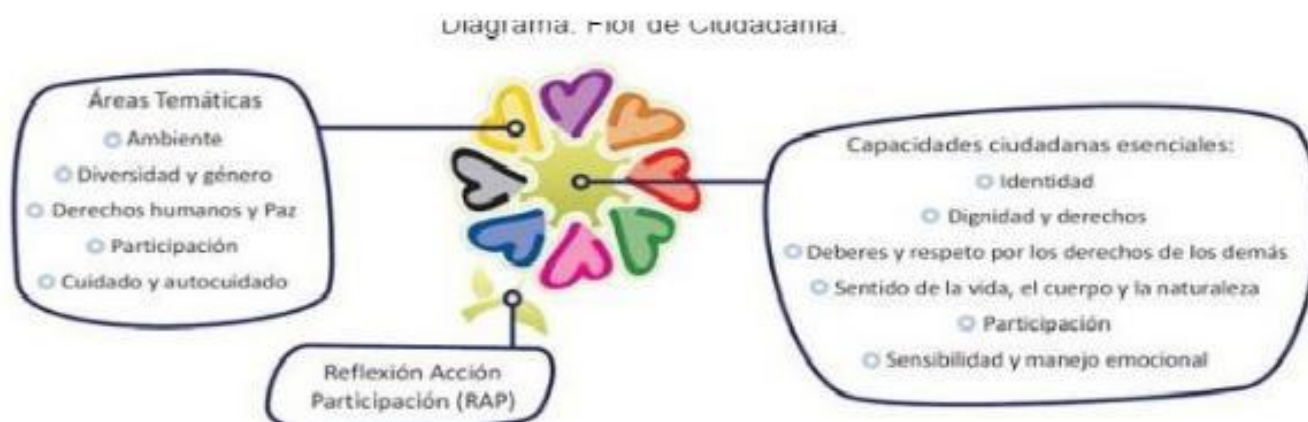 Diagrama. Flor de Ciudadanía.
Áreas Temáticas
Ambiente
Diversidad y género
Derechos humanos y Paz
Participación
Cuidado y autocuidado
Reflexión Acción
Participación (RAP)
Capacidades ciudadanas esenciales:
Identidad
Dignidad y derechos
Deberes y respeto por los derechos de los demás
Sentido de la vida, el cuerpo y la naturaleza
Participación
Sensibilidad y manejo emocional